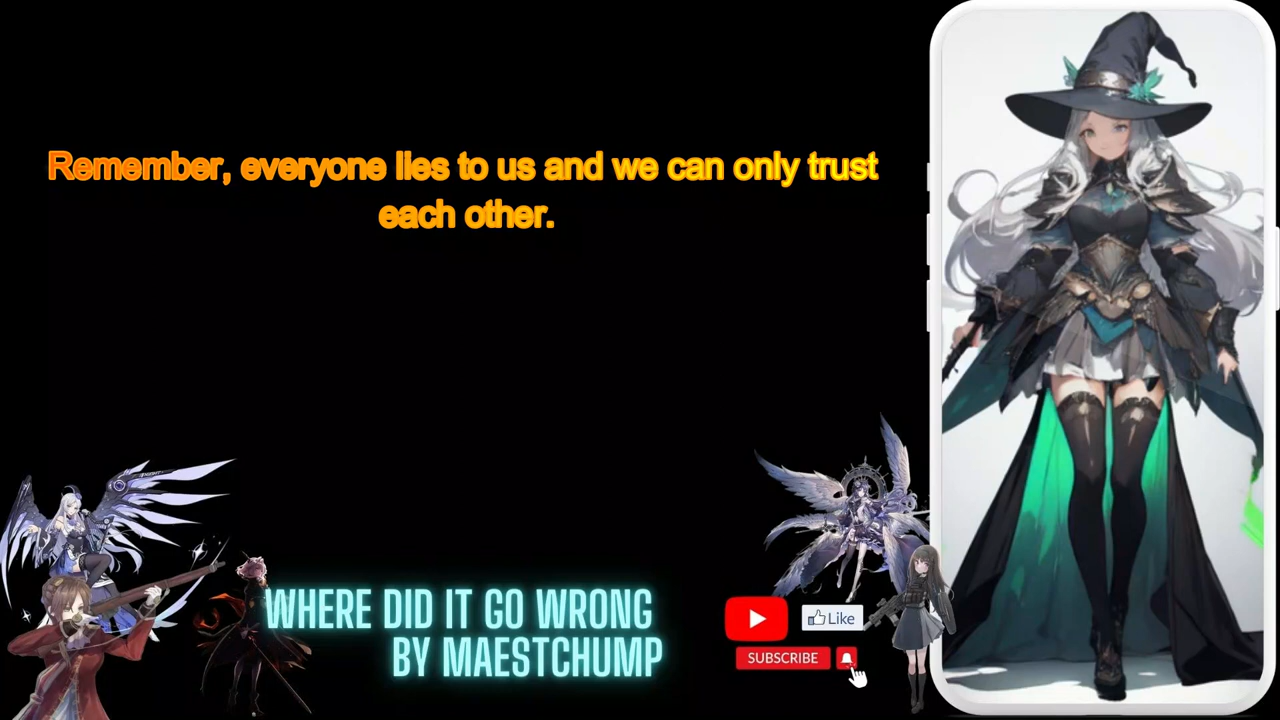 Remember, everyone lies to us and we can only trust
each other.
WHERE DID IT GO WRONG
BY MAESTCHUMP
Like
SUBSCRIBE